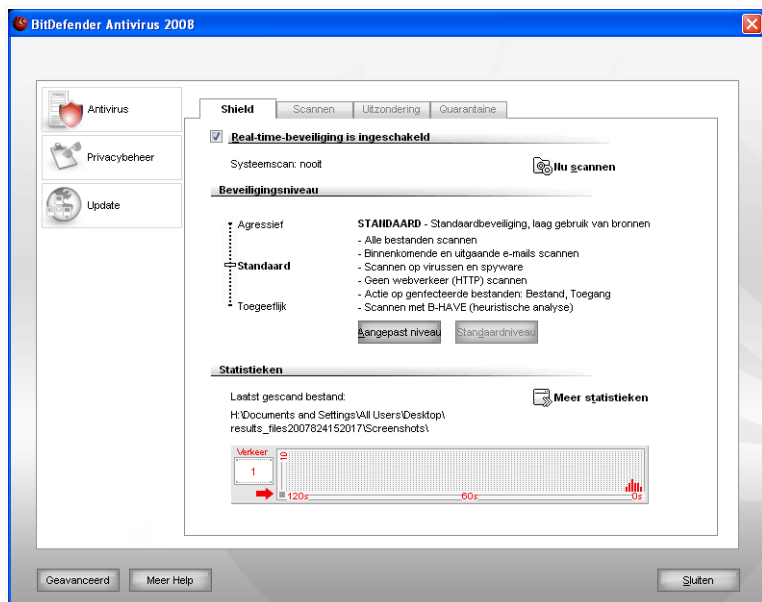 BitDefender Antivirus 2008
Antivirus
Privacybeheer
Update
Shield
Scannen
Uitzondering
Quarantaine
Real-time-beveiliging is ingeschakeld
Systeemscan: nooit
Nu scannen
Beveiligingsniveau
Agressief
Standaard
Toegeeflijk
STANDAARD - Standaardbeveiliging, laag gebruik van bronnen
- Alle bestanden scannen
- Binnenkomende en uitgaande e-mails scannen
- Scannen op virussen en spyware
- Geen webverkeer (HTTP) scannen
- Actie op genfecteerde bestanden: Bestand, Toegang
- Scannen met B-HAVE (heuristische analyse)
Aangepast niveau
Standaardniveau
Statistieken
Laatst gescand bestand:
Meer statistieken
H:\Documents and Settings\All Users\Desktop\
results_files2007824152017\Screenshots\
Verkeer
1
10
120s
60s
0s
Geavanceerd
Meer Help
Sluiten